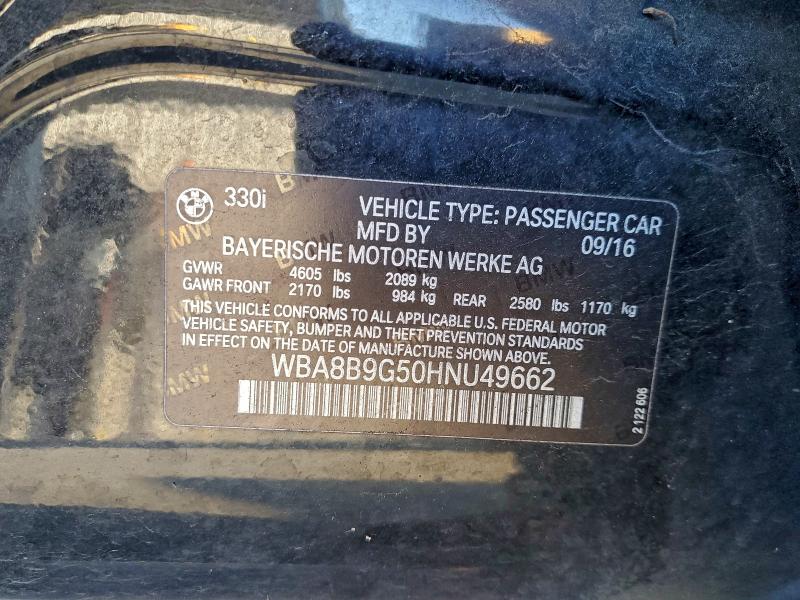 330i
VEHICLE TYPE: PASSENGER CAR
MFD BY 09/16
BAYERISCHE MOTOREN WERKE AG
GVWR 4605 lbs 2089 kg
GAWR FRONT 2170 lbs 984 kg REAR 2580 lbs 1170 kg
THIS VEHICLE CONFORMS TO ALL APPLICABLE U.S. FEDERAL MOTOR
VEHICLE SAFETY, BUMPER AND THEFT PREVENTION STANDARDS
IN EFFECT ON THE DATE OF MANUFACTURE SHOWN ABOVE.
WBA8B9G50HNU49662
2 122 606